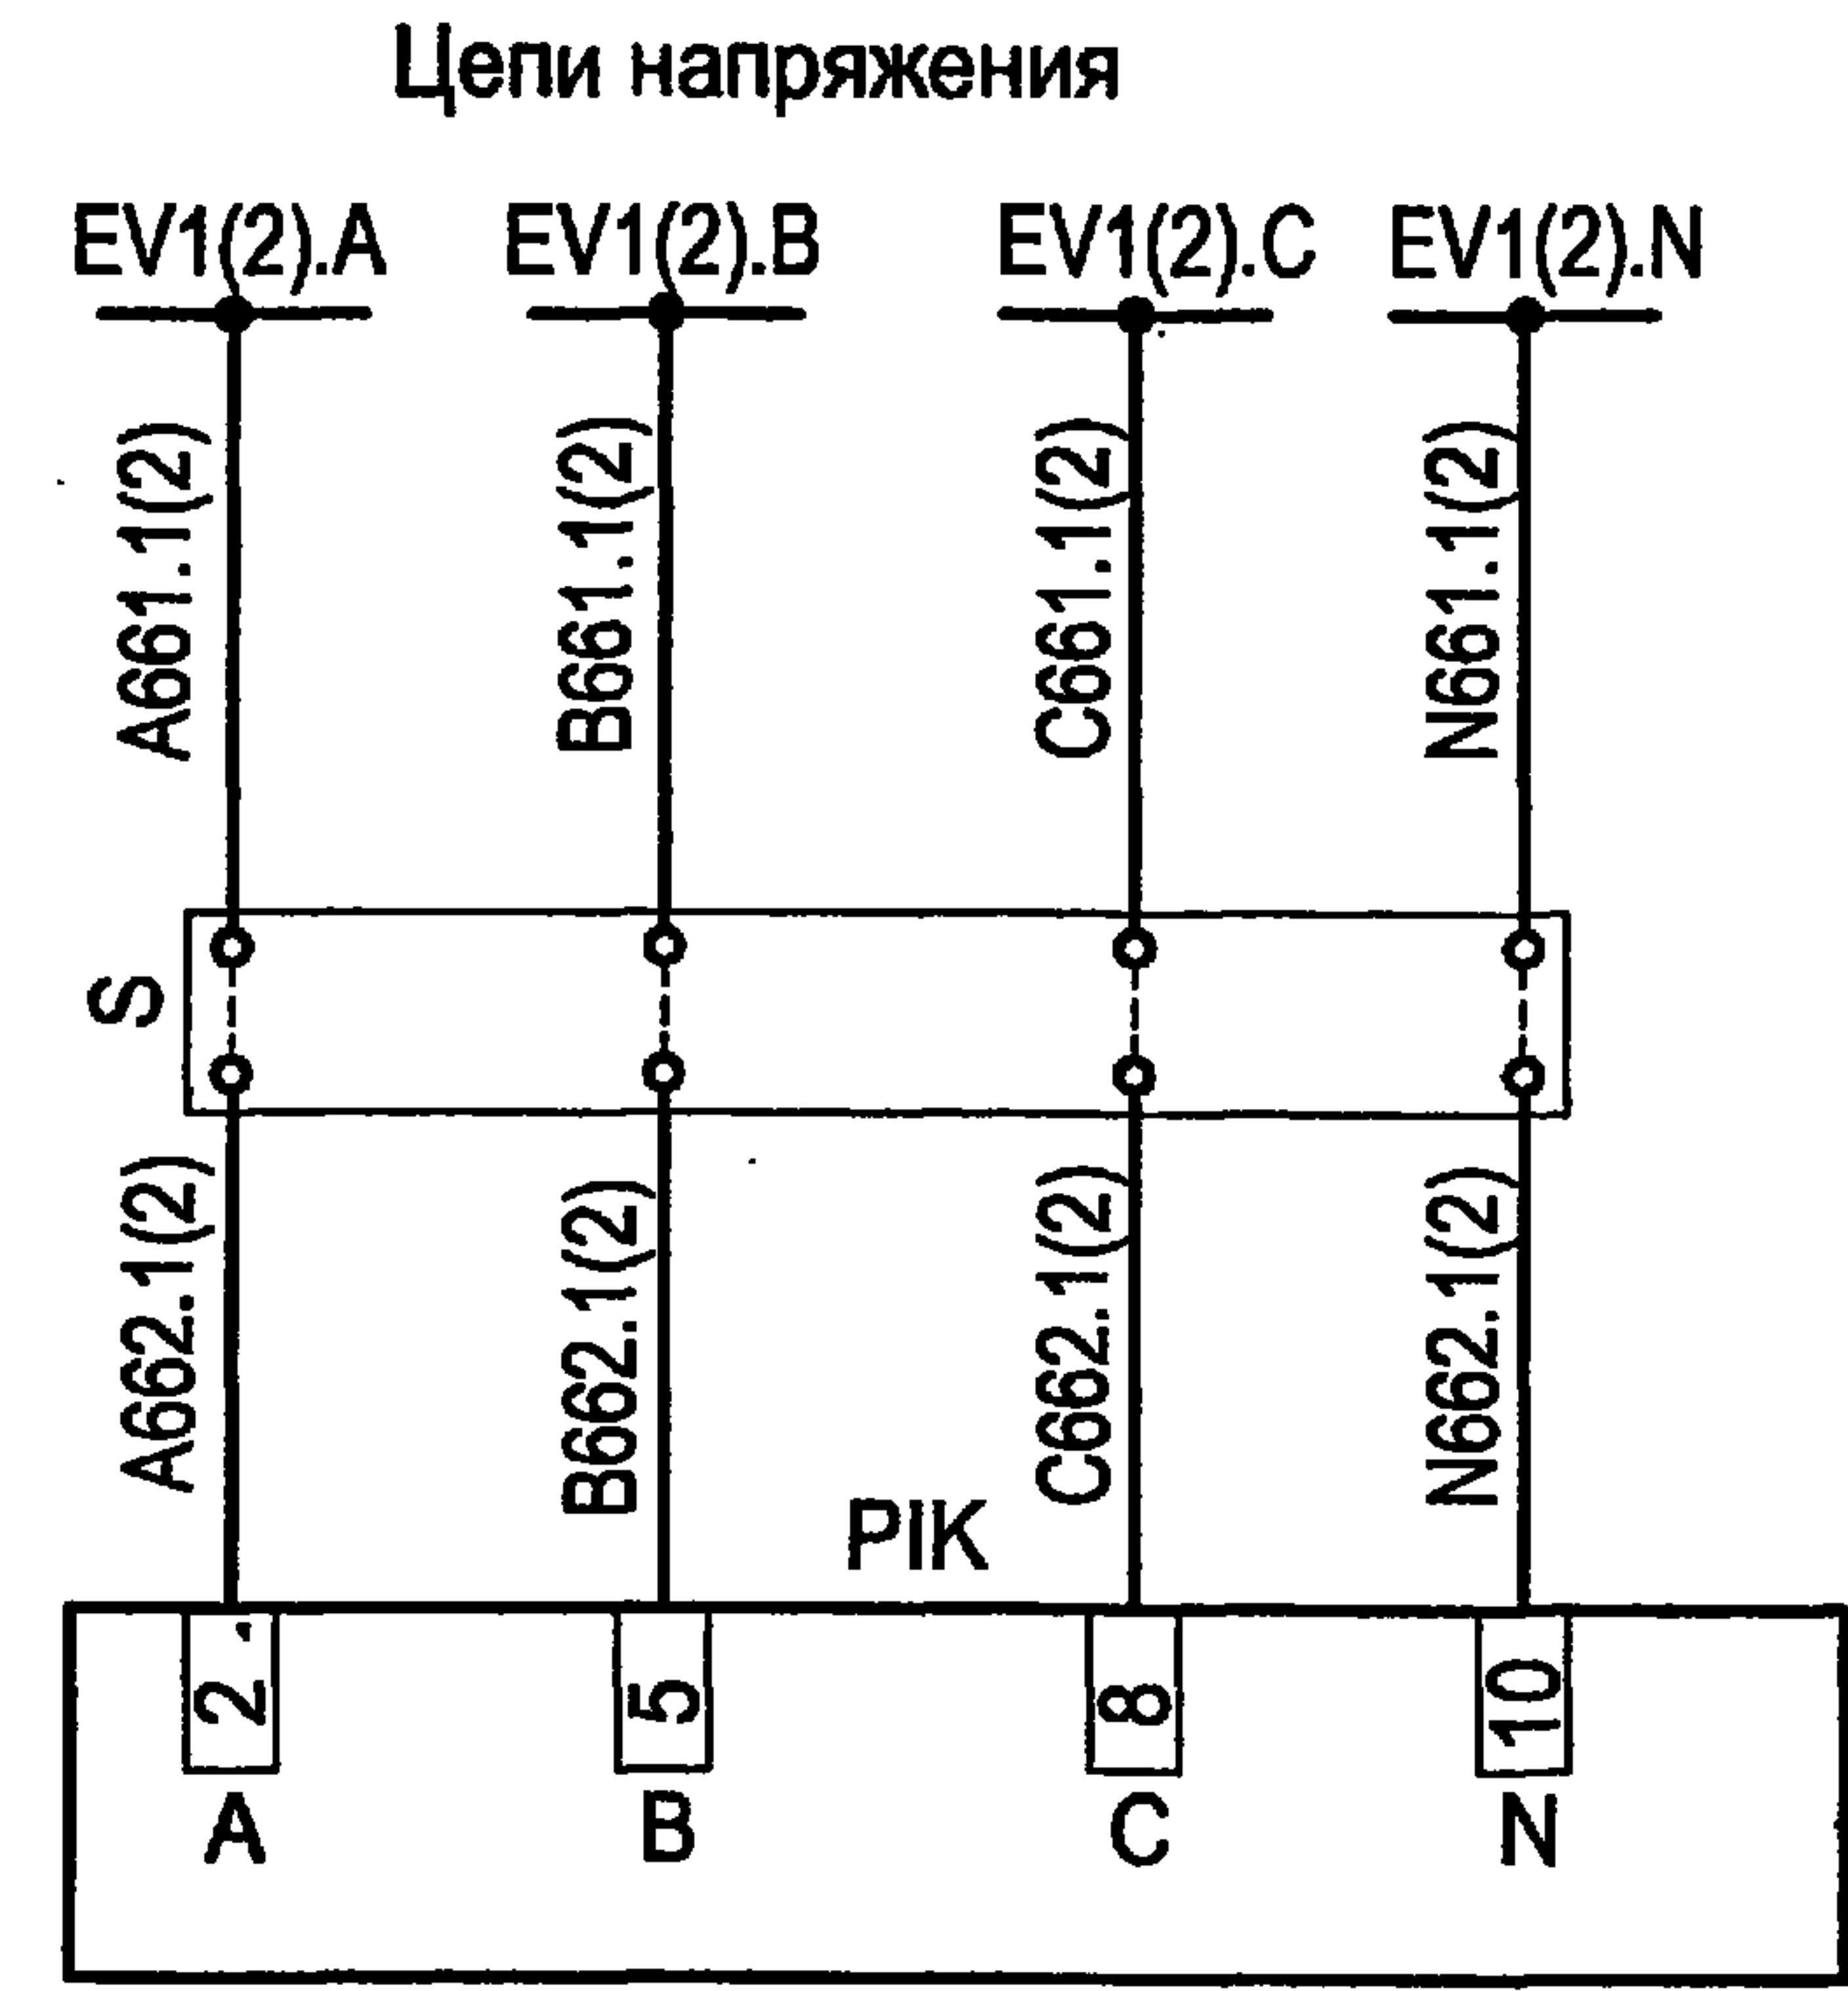 Цепи напряжения
EV1(2).A EV1(2).B EV1(2).C EV1(2).N
A661.1(2) B661.1(2) C661.1(2) N661.1(2)
S
A662.1(2) B662.1(2) C662.1(2) N662.1(2)
PIK
2 5 8 10
A B C N